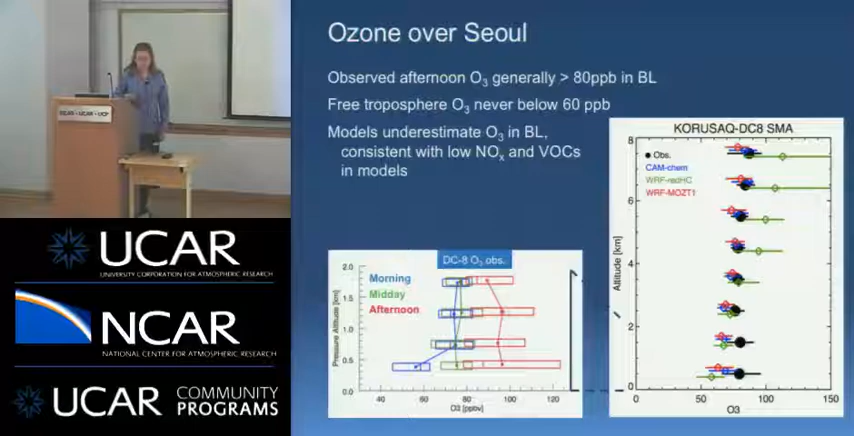 Ozone over Seoul
Observed afternoon O3 generally > 80ppb in BL
Free troposphere O3 never below 60 ppb
Models underestimate O3 in BL,
consistent with low NOx and VOCs
in models
KORUSAQ-DC8 SMA
Obs.
CAM-chem
WRF-redHC
WRF-MOZT1
Altitude [km]
8
6
4
2
0
0 50 100 150
O3
DC-8 O3 obs.
Morning
Midday
Afternoon
Pressure Altitude [km]
2.0
1.5
1.0
0.5
0.0
40 60 80 100 120
O3 [ppbv]
UCAR
UNIVERSITY CORPORATION FOR ATMOSPHERIC RESEARCH
NCAR
NATIONAL CENTER FOR ATMOSPHERIC RESEARCH
UCAR COMMUNITY
PROGRAMS